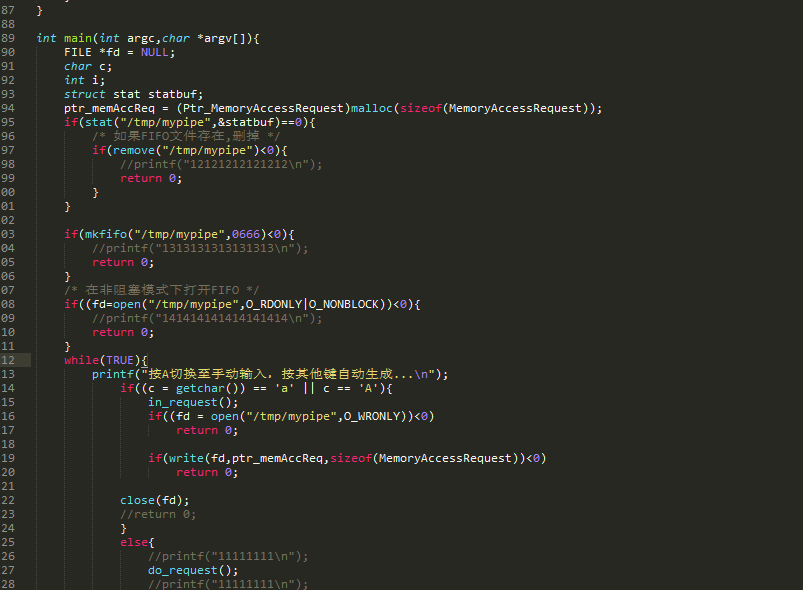 87 }
88
89 int main(int argc,char *argv[]){
90 FILE *fd = NULL;
91 char c;
92 int i;
93 struct stat statbuf;
94 ptr_memAccReq = (Ptr_MemoryAccessRequest)malloc(sizeof(MemoryAccessRequest));
95 if(stat("/tmp/mypipe",&statbuf)==0){
96 /* 如果FIFO文件存在,删掉 */
97 if(remove("/tmp/mypipe")<0){
98 //printf("12121212121212\n");
99 return 0;
00 }
01 }
02
03 if(mkfifo("/tmp/mypipe",0666)<0){
04 //printf("1313131313131313\n");
05 return 0;
06 }
07 /* 在非阻塞模式下打开FIFO */
08 if((fd=open("/tmp/mypipe",O_RDONLY|O_NONBLOCK))<0){
09 //printf("141414141414141414\n");
10 return 0;
11 }
12 while(TRUE){
13 printf("按A切换至手动输入, 按其他键自动生成...\n");
14 if((c = getchar()) == 'a' || c == 'A'){
15 in_request();
16 if((fd = open("/tmp/mypipe",O_WRONLY))<0)
17 return 0;
18
19 if(write(fd,ptr_memAccReq,sizeof(MemoryAccessRequest))<0)
20 return 0;
21
22 close(fd);
23 //return 0;
24 }
25 else{
26 //printf("11111111\n");
27 do_request();
28 //printf("11111111\n");